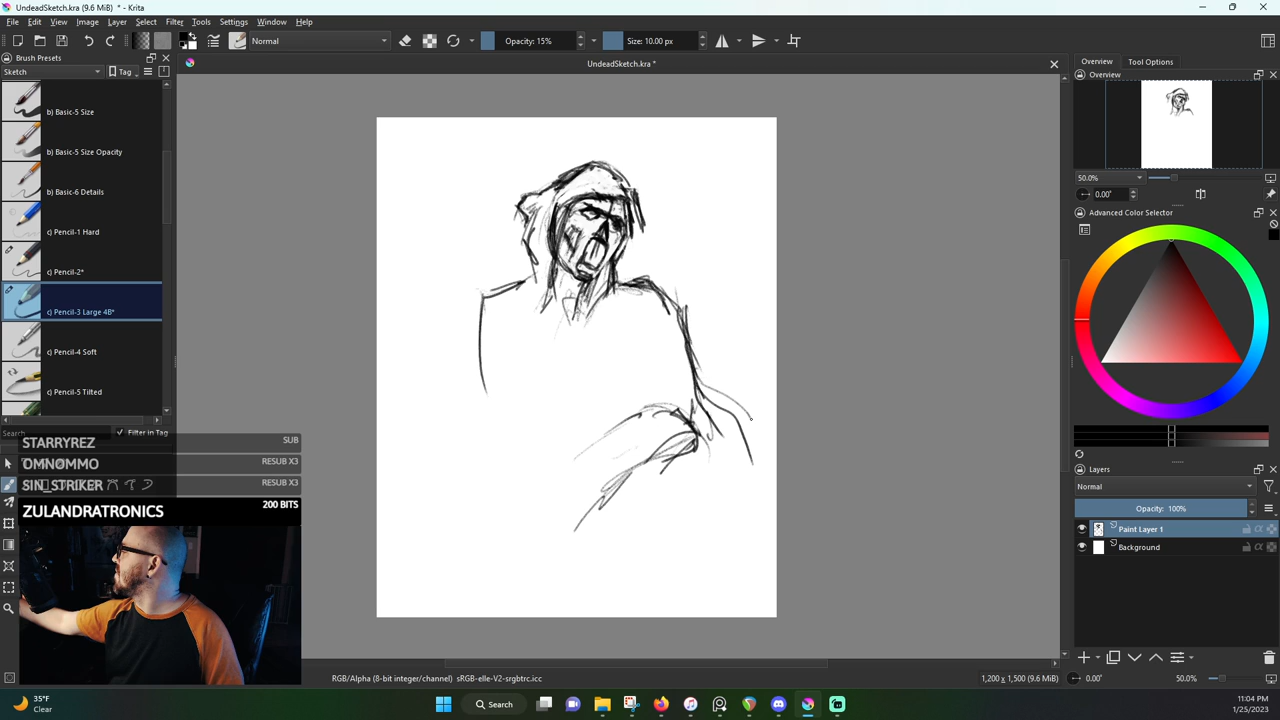 UndeadSketch.kra (9.6 MiB) * - Krita
File Edit View Image Layer Select Filter Tools Settings Window Help
Normal
Opacity: 15%
Size: 10.00 px
Brush Presets
Sketch
Tag
UndeadSketch.kra *
b) Basic-5 Size
b) Basic-5 Size Opacity
b) Basic-6 Details
c) Pencil-1 Hard
c) Pencil-2*
c) Pencil-3 Large 4B*
c) Pencil-4 Soft
c) Pencil-5 Tilted
Search
Filter in Tag
STARRYREZ SUB
OMNOMMO RESUB X3
SIN_STRIKER RESUB X3
ZULANDRATRONICS 200 BITS
Overview Tool Options
Overview
50.0%
0.00°
Advanced Color Selector
Layers
Normal
Opacity: 100%
Paint Layer 1
Background
RGB/Alpha (8-bit integer/channel) sRGB-elle-V2-srgbtrc.icc
1,200 x 1,500 (9.6 MiB)
0.00°
50.0%
35°F
Clear
Search
11:04 PM
1/25/2023